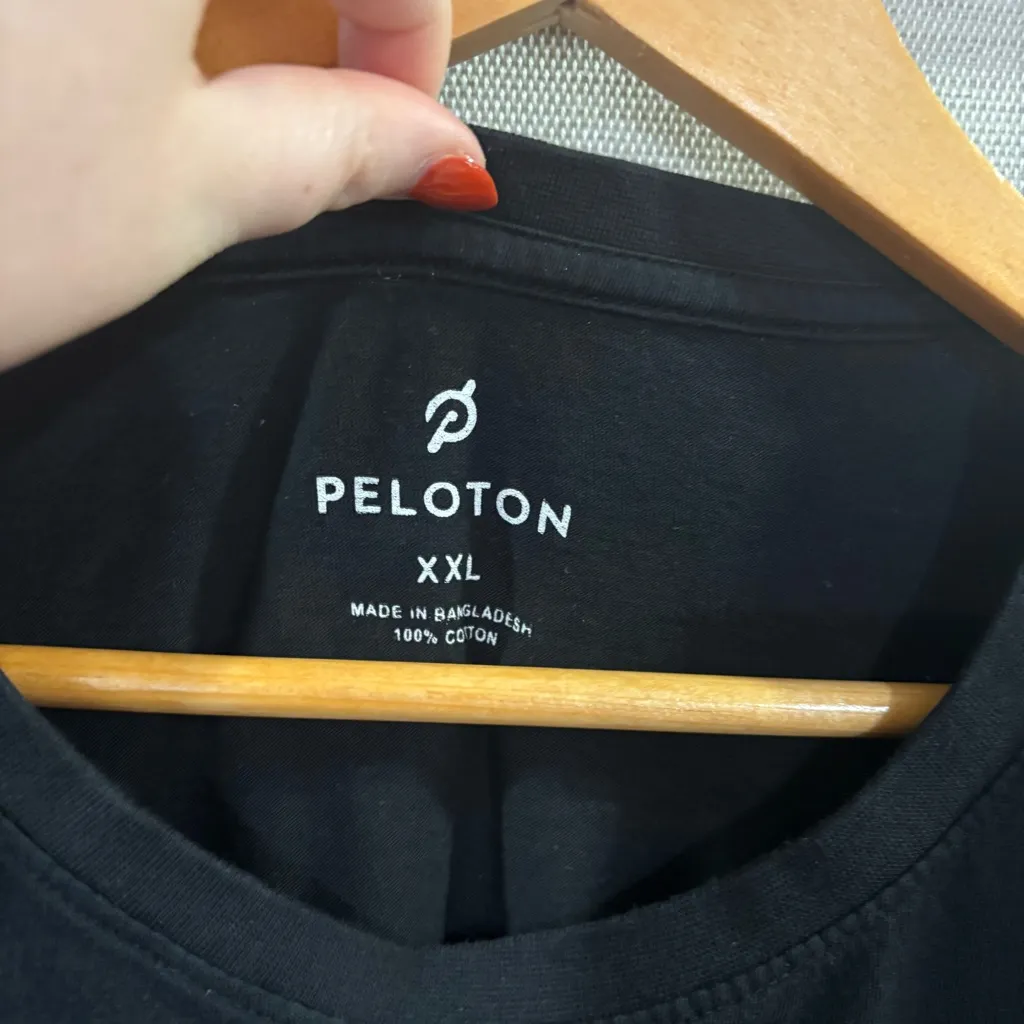 PELOTON
XXL
MADE IN BANGLADESH
100% COTTON